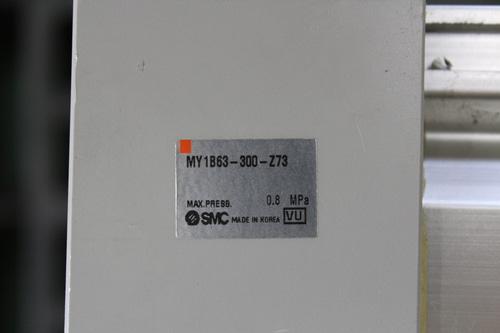 MY1B63-300-Z73
MAX.PRESS. 0.8 MPa
SMC MADE IN KOREA VU